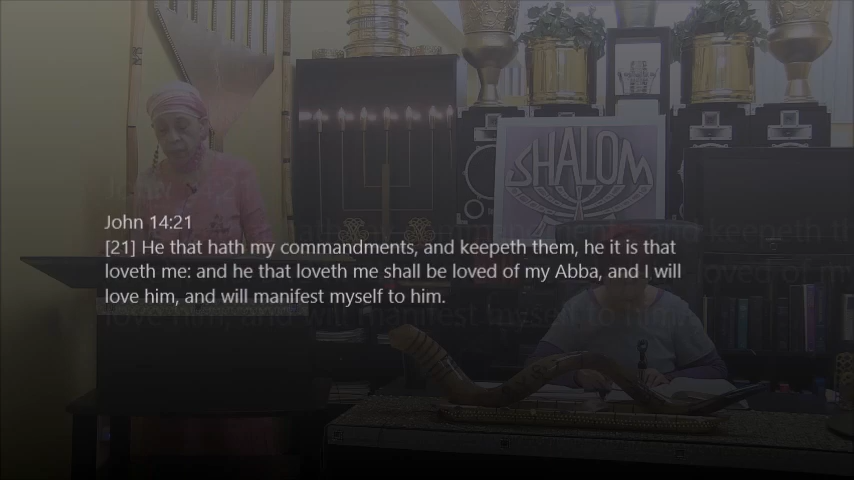 SHALOM
John 14:21
[21] He that hath my commandments, and keepeth them, he it is that
loveth me: and he that loveth me shall be loved of my Abba, and I will
love him, and will manifest myself to him.